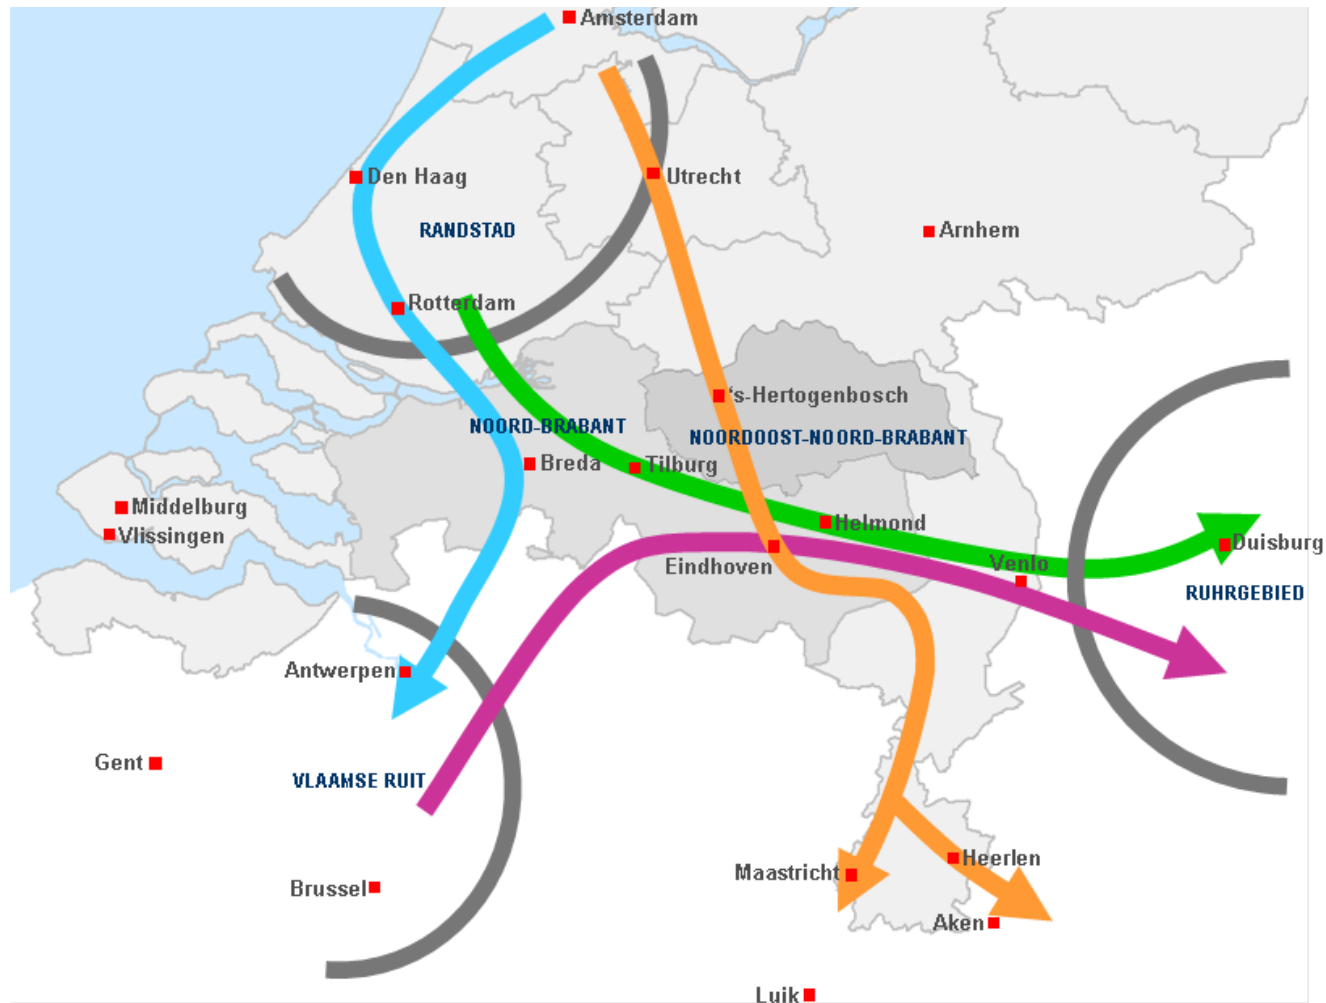 Amsterdam
Den Haag
Utrecht
RANDSTAD
Arnhem
Rotterdam
's-Hertogenbosch
NOORD-BRABANT
NOORDOOST-NOORD-BRABANT
Breda
Tilburg
Middelburg
Vlissingen
Helmond
Duisburg
Eindhoven
Venlo
RUHRGEBIED
Antwerpen
Gent
VLAAMSE RUIT
Heerlen
Maastricht
Brussel
Aken
Luik